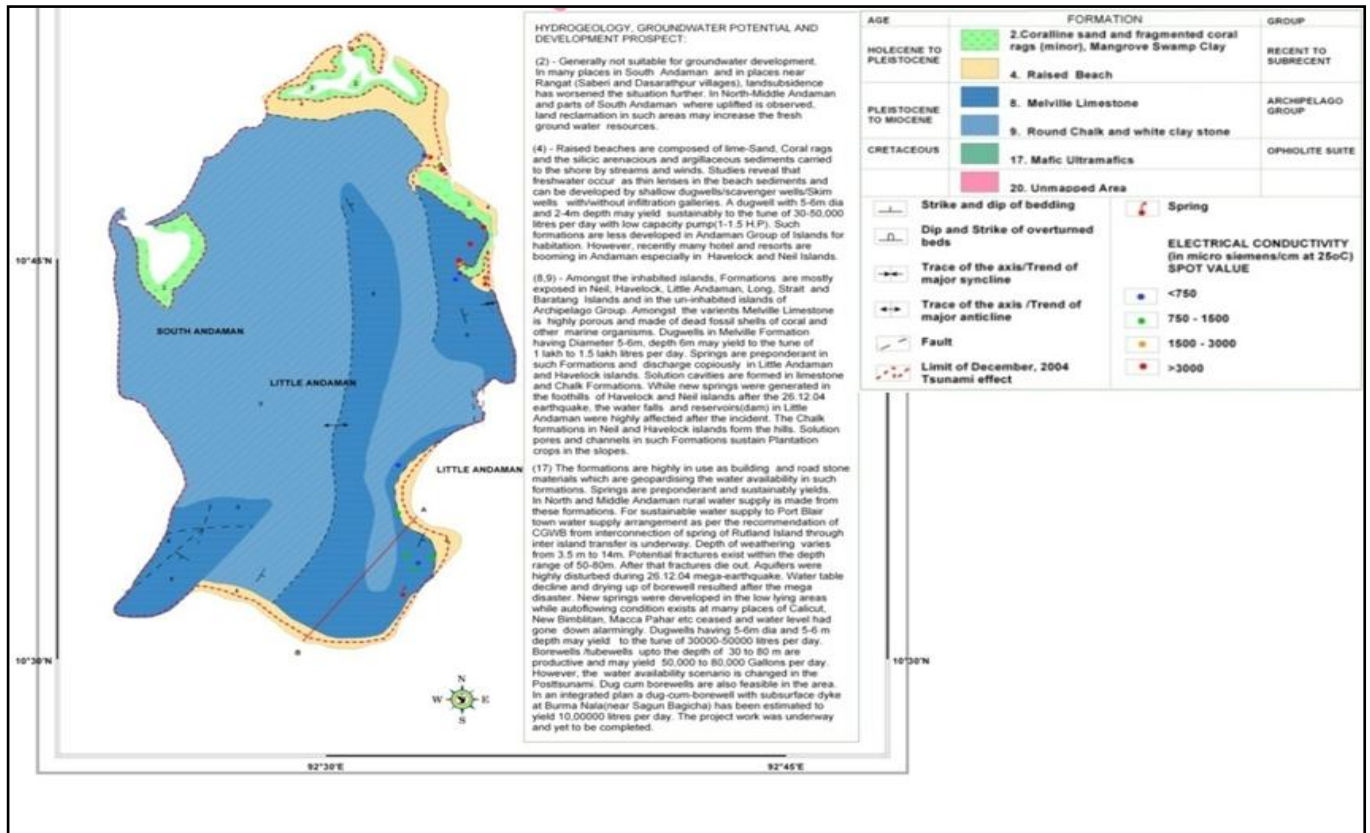 HYDROGEOLOGY, GROUNDWATER POTENTIAL AND
DEVELOPMENT PROSPECT:
(2) - Generally not suitable for groundwater development.
In many places in South Andaman and in places near
Rangat (Saberi and Dasarathpur villages), landsubsidence
has worsened the situation further. In North-Middle Andaman
and parts of South Andaman where uplifted is observed,
land reclamation in such areas may increase the fresh
ground water resources.
(4) - Raised beaches are composed of lime-Sand, Coral rags
and the silicic arenacious and argillaceous sediments carried
to the shore by streams and winds. Studies reveal that
freshwater occur as thin lenses in the beach sediments and
can be developed by shallow dugwells/scavenger wells/Skim
wells with/without infiltration galleries. A dugwell with 5-6m dia
and 2-4m depth may yield sustainably to the tune of 30-50,000
litres per day with low capacity pump(1-1.5 H.P). Such
formations are less developed in Andaman Group of Islands for
habitation. However, recently many hotel and resorts are
booming in Andaman especially in Havelock and Neil Islands.
(8,9) - Amongst the inhabited islands, Formations are mostly
exposed in Neil, Havelock, Little Andaman, Long, Strait and
Baratang Islands and in the un-inhabited islands of
Archipelago Group. Amongst the varients Melville Limestone
is highly porous and made of dead fossil shells of coral and
other marine organisms. Dugwells in Melville Formation
having Diameter 5-6m, depth 6m may yield to the tune of
1 lakh to 1.5 lakh litres per day. Springs are preponderant in
such Formations and discharge copiously in Little Andaman
and Havelock islands. Solution cavities are formed in limestone
and Chalk Formations. While new springs were generated in
the foothills of Havelock and Neil islands after the 26.12.04
earthquake, the water falls and reservoirs(dam) in Little
Andaman were highly affected after the incident. The Chalk
formations in Neil and Havelock islands form the hills. Solution
pores and channels in such Formations sustain Plantation
crops in the slopes.
(17) The formations are highly in use as building and road stone
materials which are geopardising the water availability in such
formations. Springs are preponderant and sustainably yields.
In North and Middle Andaman rural water supply is made from
these formations. For sustainable water supply to Port Blair
town water supply arrangement as per the recommendation of
CGWB from interconnection of spring of Rutland Island through
inter island transfer is underway. Depth of weathering varies
from 3.5 m to 14m. Potential fractures exist within the depth
range of 50-80m. After that fractures die out. Aquifers were
highly disturbed during 26.12.04 mega-earthquake. Water table
decline and drying up of borewell resulted after the mega
disaster. New springs were developed in the low lying areas
while autoflowing condition exists at many places of Calicut,
New Bimblitan, Macca Pahar etc ceased and water level had
gone down alarmingly. Dugwells having 5-6m dia and 5-6 m
depth may yield to the tune of 30000-50000 litres per day.
Borewells /tubewells upto the depth of 30 to 80 m are
productive and may yield 50,000 to 80,000 Gallons per day.
However, the water availability scenario is changed in the
Posttsunami. Dug cum borewells are also feasible in the area.
In an integrated plan a dug-cum-borewell with subsurface dyke
at Burma Nala(near Sagun Bagicha) has been estimated to
yield 10,00000 litres per day. The project work was underway
and yet to be completed.
AGE FORMATION GROUP
HOLECENE TO
PLEISTOCENE
2.Coralline sand and fragmented coral
rags (minor), Mangrove Swamp Clay
4. Raised Beach
RECENT TO
SUBRECENT
PLEISTOCENE
TO MIOCENE
8. Melville Limestone
9. Round Chalk and white clay stone
ARCHIPELAGO
GROUP
CRETACEOUS
17. Mafic Ultramafics
OPHIOLITE SUITE
20. Unmapped Area
Strike and dip of bedding
Dip and Strike of overturned
beds
Trace of the axis/Trend of
major syncline
Trace of the axis /Trend of
major anticline
Fault
Limit of December, 2004
Tsunami effect
Spring
ELECTRICAL CONDUCTIVITY
(in micro siemens/cm at 25oC)
SPOT VALUE
<750
750 - 1500
1500 - 3000
>3000
10°45'N
SOUTH ANDAMAN
LITTLE ANDAMAN
LITTLE ANDAMAN
A
B
10°30'N
10°30'N
N
W E
S
92°30'E
92°45'E